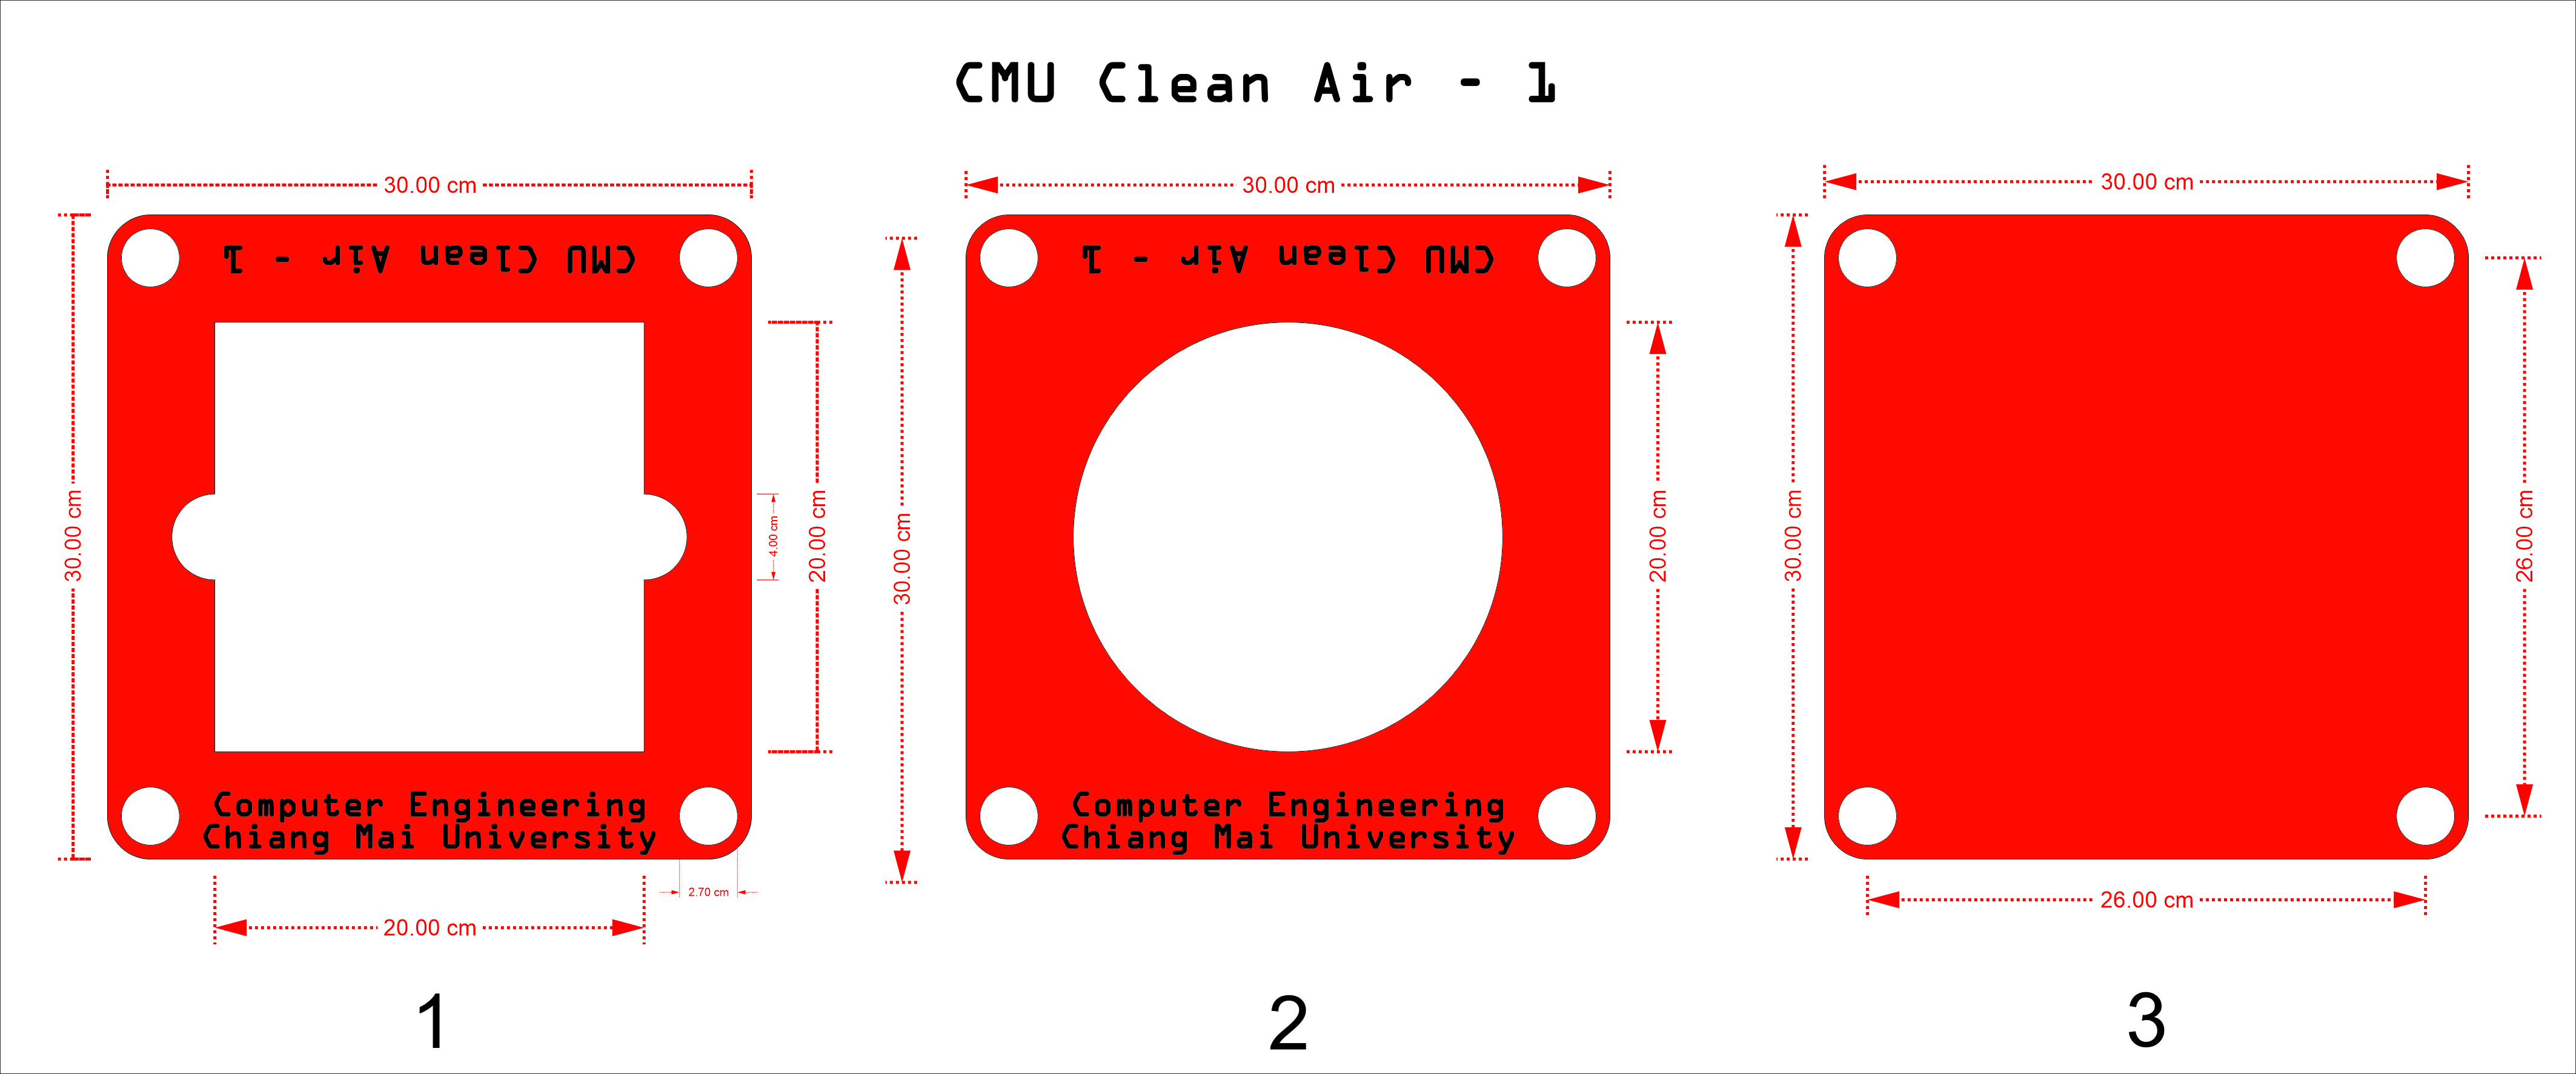 CMU Clean Air - 1
30.00 cm
30.00 cm
CMU Clean Air - 1
20.00 cm
4.00 cm
Computer Engineering
Chiang Mai University
2.70 cm
20.00 cm
1
30.00 cm
30.00 cm
CMU Clean Air - 1
20.00 cm
Computer Engineering
Chiang Mai University
2
30.00 cm
30.00 cm
26.00 cm
26.00 cm
3